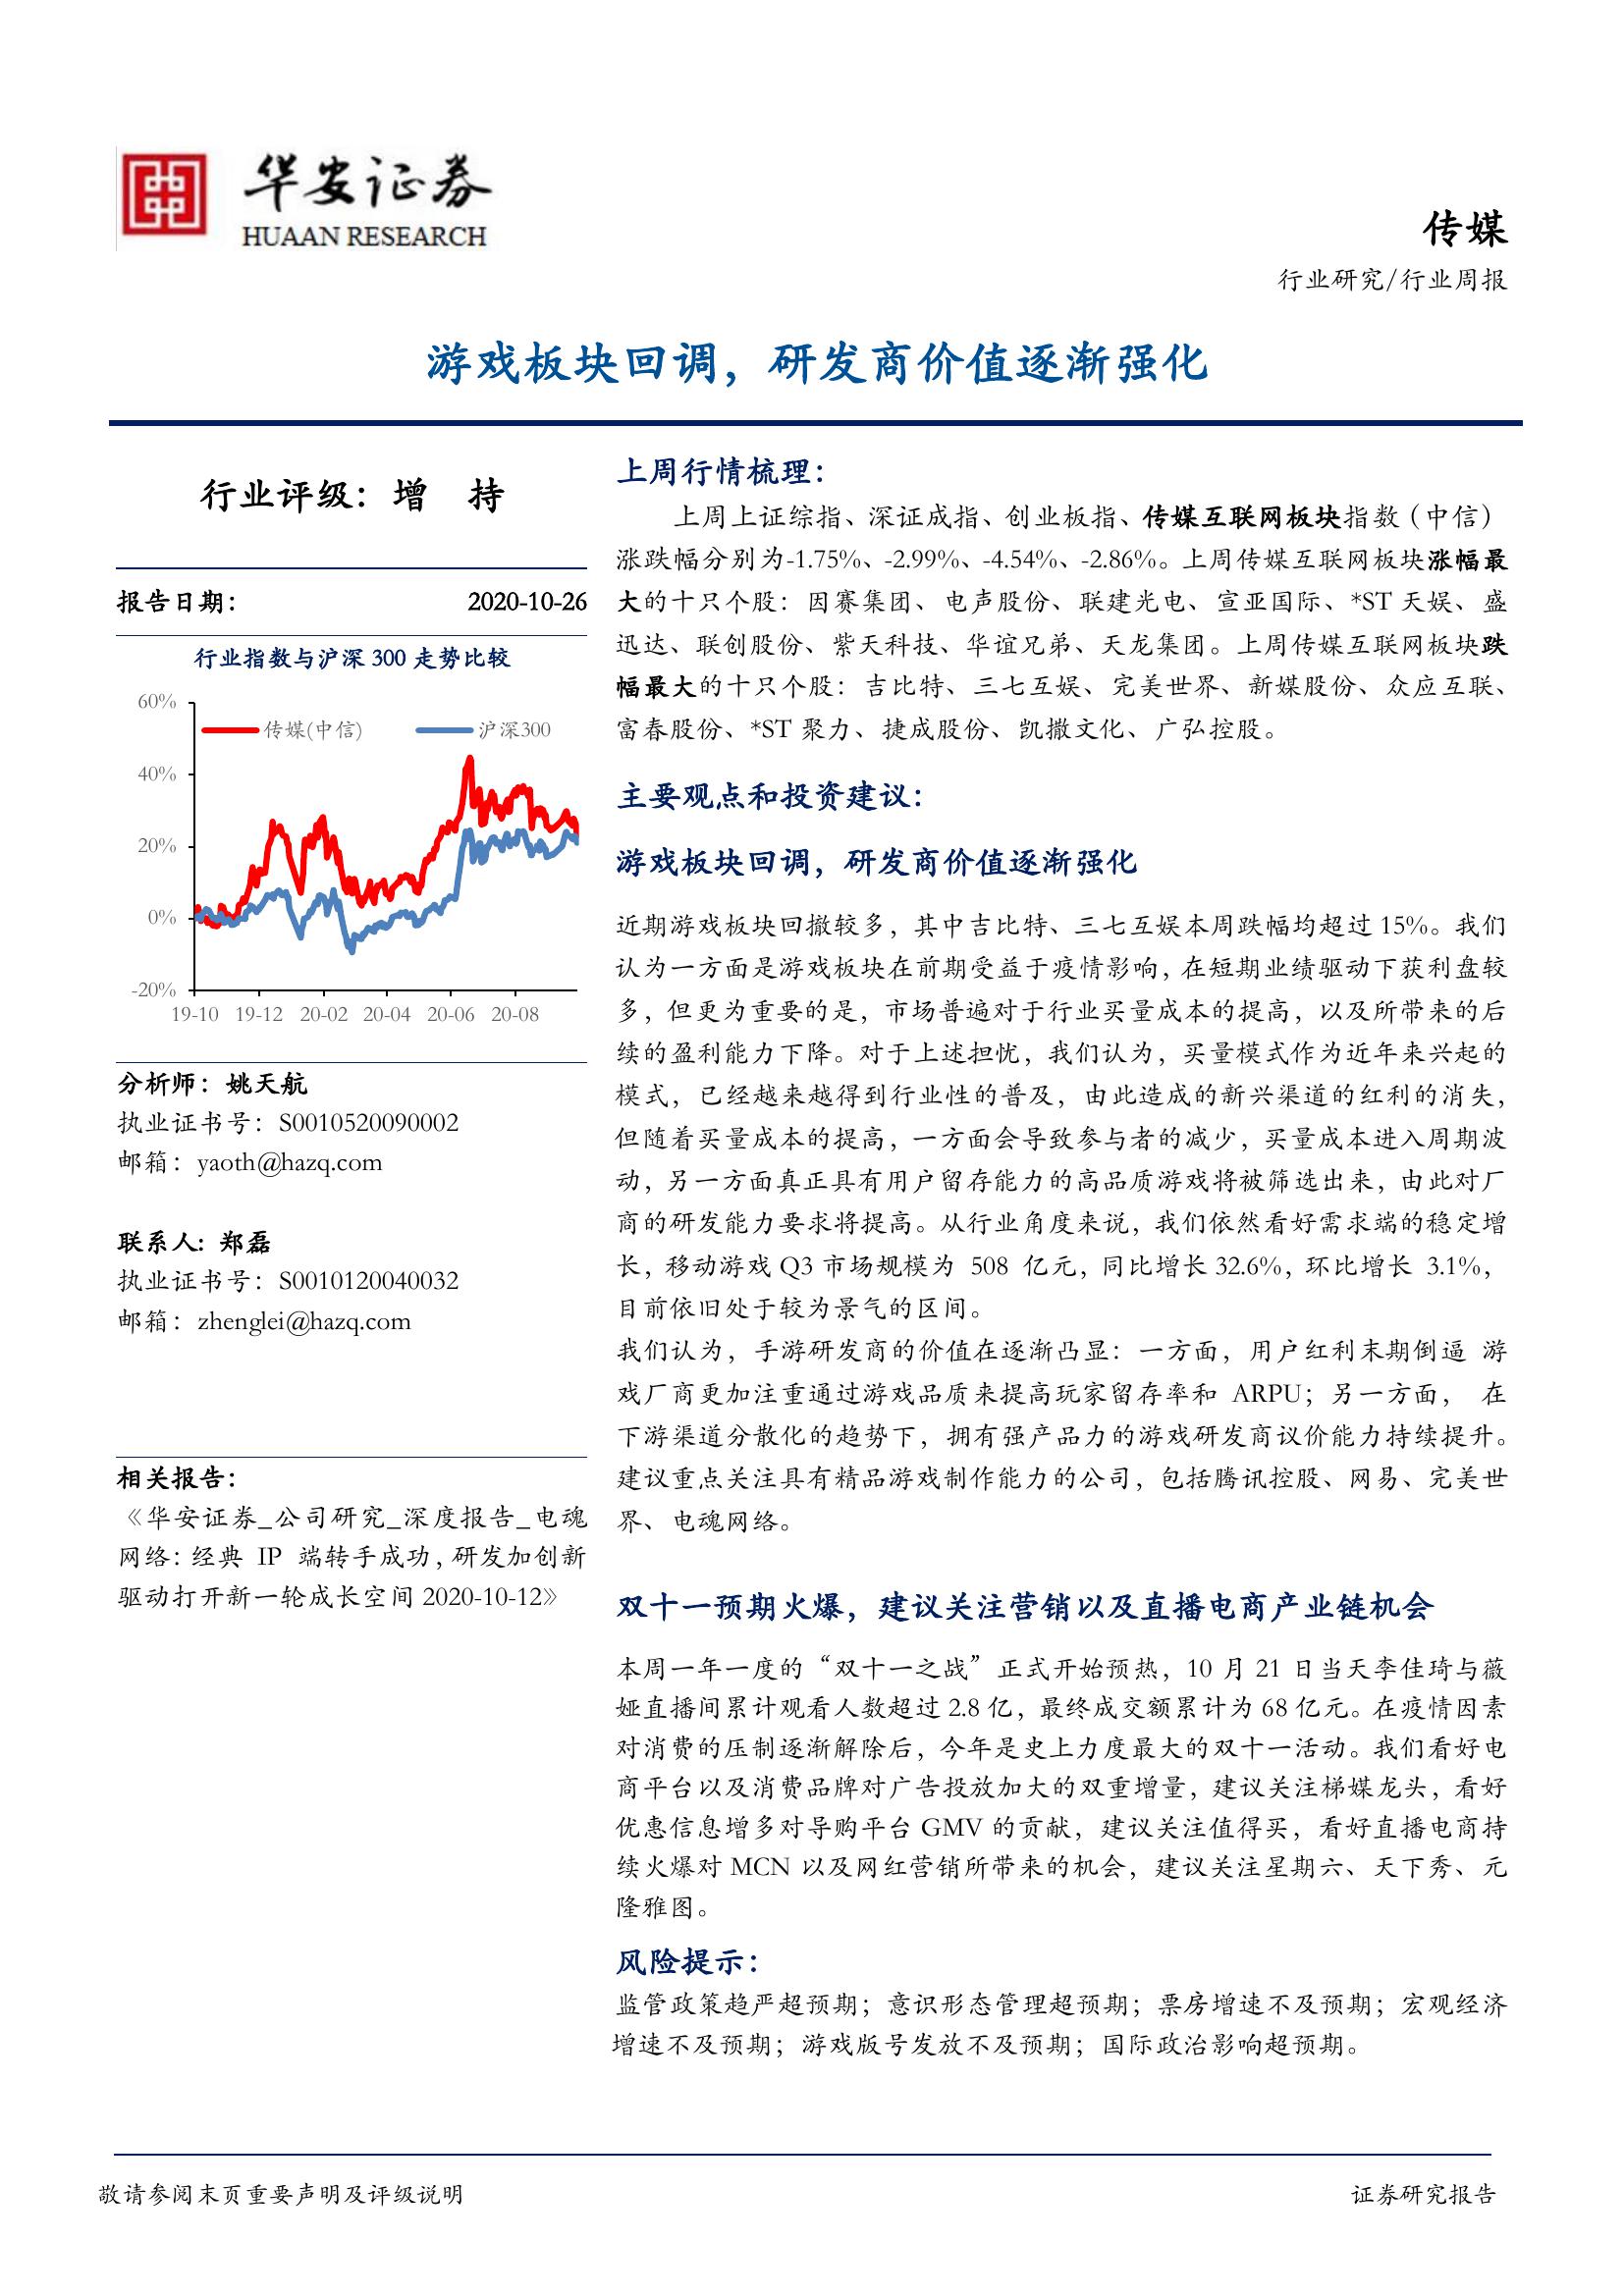 华安证券
HUAAN RESEARCH
传媒
行业研究/行业周报
游戏板块回调，研发商价值逐渐强化
行业评级：增 持
报告日期： 2020-10-26
行业指数与沪深 300 走势比较
60%
40%
20%
0%
-20%
传媒(中信) 沪深300
19-10 19-12 20-02 20-04 20-06 20-08
分析师：姚天航
执业证书号：S0010520090002
邮箱：yaoth@hazq.com
联系人：郑磊
执业证书号：S0010120040032
邮箱：zhenglei@hazq.com
相关报告：
《华安证券_公司研究_深度报告_电魂
网络：经典 IP 端转手成功，研发加创新
驱动打开新一轮成长空间 2020-10-12》
上周行情梳理：
上周上证综指、深证成指、创业板指、传媒互联网板块指数（中信）
涨跌幅分别为-1.75%、-2.99%、-4.54%、-2.86%。上周传媒互联网板块涨幅最
大的十只个股：因赛集团、电声股份、联建光电、宣亚国际、*ST 天娱、盛
迅达、联创股份、紫天科技、华谊兄弟、天龙集团。上周传媒互联网板块跌
幅最大的十只个股：吉比特、三七互娱、完美世界、新媒股份、众应互联、
富春股份、*ST 聚力、捷成股份、凯撒文化、广弘控股。
主要观点和投资建议：
游戏板块回调，研发商价值逐渐强化
近期游戏板块回撤较多，其中吉比特、三七互娱本周跌幅均超过 15%。我们
认为一方面是游戏板块在前期受益于疫情影响，在短期业绩驱动下获利盘较
多，但更为重要的是，市场普遍对于行业买量成本的提高，以及所带来的后
续的盈利能力下降。对于上述担忧，我们认为，买量模式作为近年来兴起的
模式，已经越来越得到行业性的普及，由此造成的新兴渠道的红利的消失，
但随着买量成本的提高，一方面会导致参与者的减少，买量成本进入周期波
动，另一方面真正具有用户留存能力的高品质游戏将被筛选出来，由此对厂
商的研发能力要求将提高。从行业角度来说，我们依然看好需求端的稳定增
长，移动游戏 Q3 市场规模为 508 亿元，同比增长 32.6%，环比增长 3.1%，
目前依旧处于较为景气的区间。
我们认为，手游研发商的价值在逐渐凸显：一方面，用户红利末期倒逼 游
戏厂商更加注重通过游戏品质来提高玩家留存率和 ARPU；另一方面， 在
下游渠道分散化的趋势下，拥有强产品力的游戏研发商议价能力持续提升。
建议重点关注具有精品游戏制作能力的公司，包括腾讯控股、网易、完美世
界、电魂网络。
双十一预期火爆，建议关注营销以及直播电商产业链机会
本周一年一度的“双十一之战”正式开始预热，10 月 21 日当天李佳琦与薇
娅直播间累计观看人数超过 2.8 亿，最终成交额累计为 68 亿元。在疫情因素
对消费的压制逐渐解除后，今年是史上力度最大的双十一活动。我们看好电
商平台以及消费品牌对广告投放加大的双重增量，建议关注梯媒龙头，看好
优惠信息增多对导购平台 GMV 的贡献，建议关注值得买，看好直播电商持
续火爆对 MCN 以及网红营销所带来的机会，建议关注星期六、天下秀、元
隆雅图。
风险提示：
监管政策趋严超预期；意识形态管理超预期；票房增速不及预期；宏观经济
增速不及预期；游戏版号发放不及预期；国际政治影响超预期。
敬请参阅末页重要声明及评级说明
证券研究报告